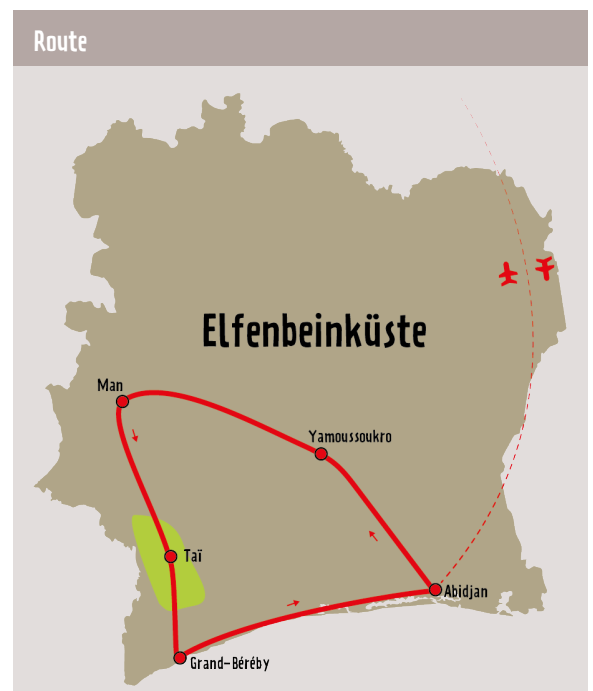 Route
Elfenbeinküste
Man
Yamoussoukro
Taï
Abidjan
Grand-Béréby